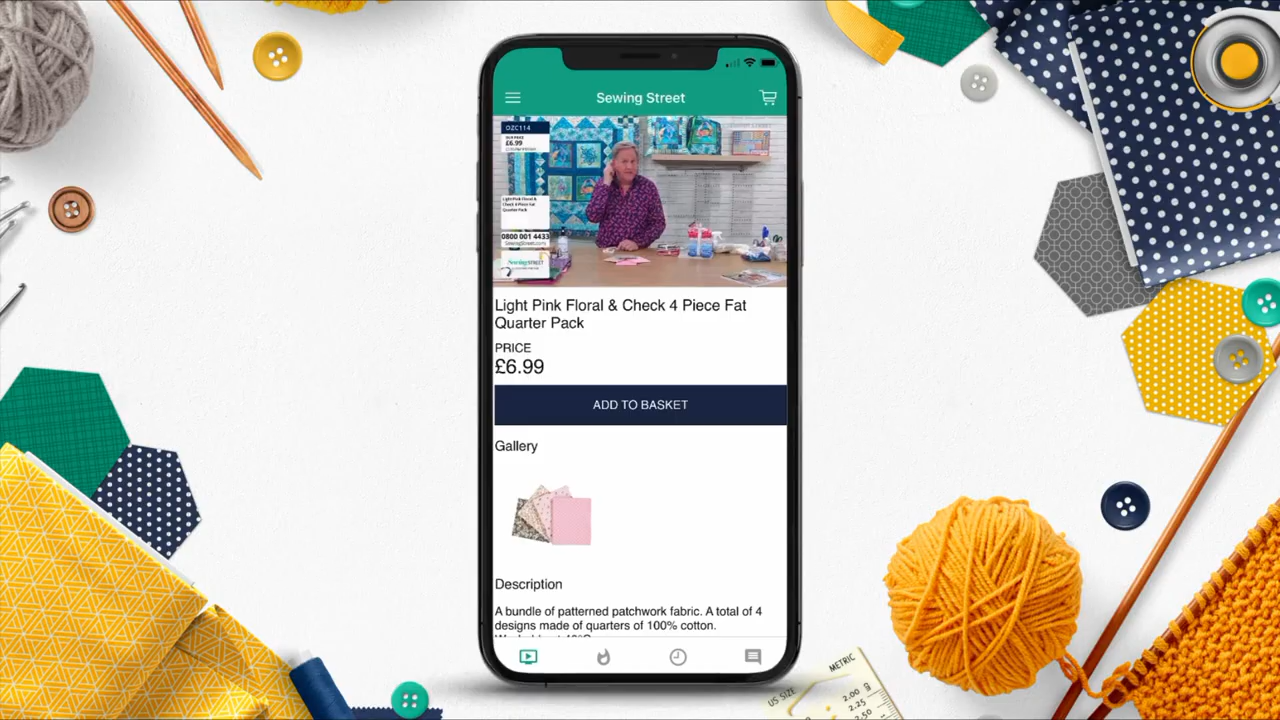 Sewing Street
OZC114
£6.99
Light Pink Floral &
Check 4 Piece Fat
Quarter Pack
0800 001 4433
SewingStreet.com
Sewing STREET
Light Pink Floral & Check 4 Piece Fat
Quarter Pack
PRICE
£6.99
ADD TO BASKET
Gallery
Description
A bundle of patterned patchwork fabric. A total of 4
designs made of quarters of 100% cotton.
US SIZE
METRIC
2.00 g
2.25
2.50